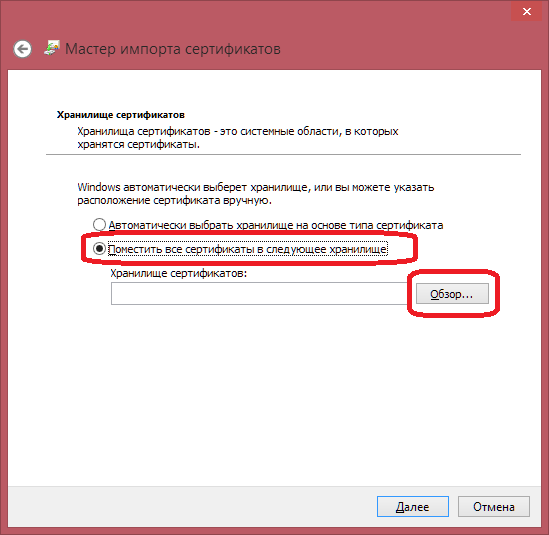 Мастер импорта сертификатов
Хранилище сертификатов
Хранилища сертификатов - это системные области, в которых
хранятся сертификаты.
Windows автоматически выберет хранилище, или вы можете указать
расположение сертификата вручную.
Автоматически выбрать хранилище на основе типа сертификата
Поместить все сертификаты в следующее хранилище
Хранилище сертификатов:
Обзор...
Далее
Отмена